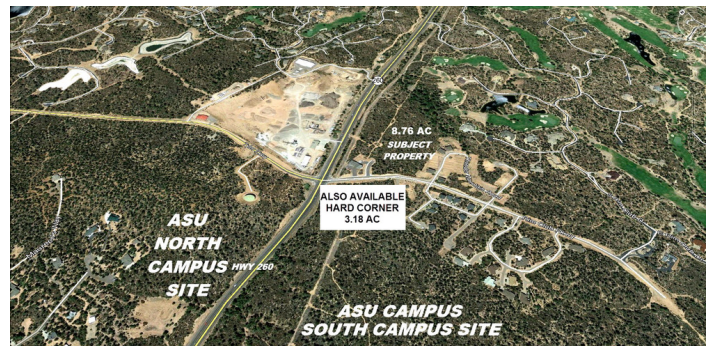 8.76 AC
SUBJECT
PROPERTY
ALSO AVAILABLE
HARD CORNER
3.18 AC
ASU
NORTH
CAMPUS
SITE
HWY 260
ASU CAMPUS
SOUTH CAMPUS SITE